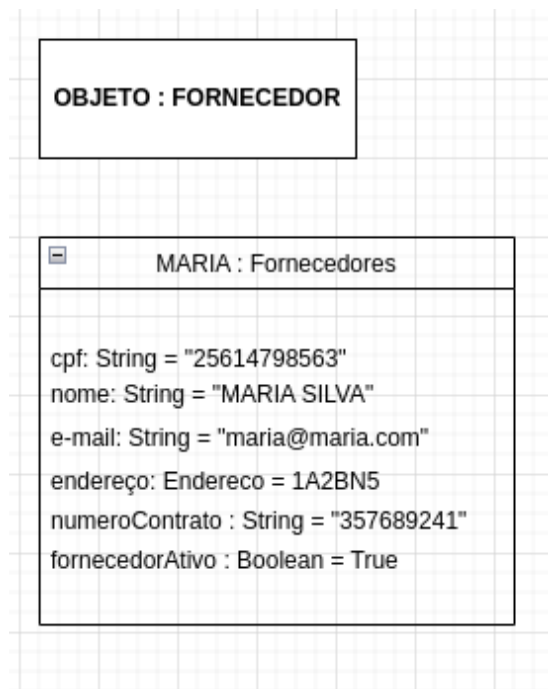 OBJETO : FORNECEDOR
MARIA : Fornecedores
cpf: String = "25614798563"
nome: String = "MARIA SILVA"
e-mail: String = "maria@maria.com"
endereço: Endereco = 1A2BN5
numeroContrato : String = "357689241"
fornecedorAtivo : Boolean = True